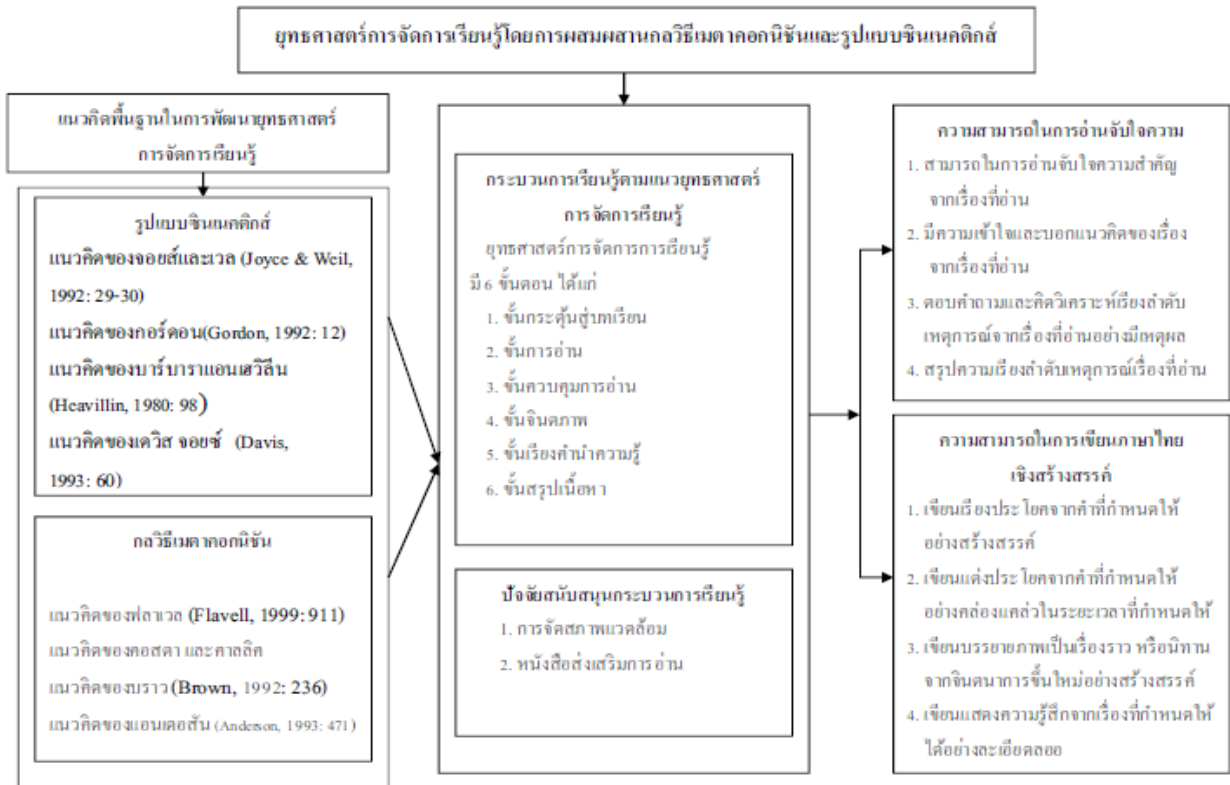 ยุทธศาสตร์การจัดการเรียนรู้โดยการผสมผสานกลวิธีเมตาคอกนิชันและรูปแบบซินเนคติกส์
แนวคิดพื้นฐานในการพัฒนายุทธศาสตร์
การจัดการเรียนรู้
รูปแบบซินเนคติกส์
แนวคิดของจอยส์และเวล (Joyce & Weil,
1992: 29-30)
แนวคิดของกอร์ดอน(Gordon, 1992: 12)
แนวคิดของบาร์บาราแอนเฮวิลีน
(Heavillin, 1980: 98)
แนวคิดของเดวิส จอยซ์ (Davis,
1993: 60)
กลวิธีเมตาคอกนิชัน
แนวคิดของฟลาเวล (Flavell, 1999: 911)
แนวคิดของคอสตา และคาลลิค
แนวคิดของบราว (Brown, 1992: 236)
แนวคิดของแอนเดอสัน (Anderson, 1993: 471)
กระบวนการเรียนรู้ตามแนวยุทธศาสตร์
การจัดการเรียนรู้
ยุทธศาสตร์การจัดการการเรียนรู้
มี 6 ขั้นตอน ได้แก่
1. ขั้นกระตุ้นสู่บทเรียน
2. ขั้นการอ่าน
3. ขั้นควบคุมการอ่าน
4. ขั้นจินตภาพ
5. ขั้นเรียงคำนำความรู้
6. ขั้นสรุปเนื้อหา
ปัจจัยสนับสนุนกระบวนการเรียนรู้
1. การจัดสภาพแวดล้อม
2. หนังสือส่งเสริมการอ่าน
ความสามารถในการอ่านจับใจความ
1. สามารถในการอ่านจับใจความสำคัญ
จากเรื่องที่อ่าน
2. มีความเข้าใจและบอกแนวคิดของเรื่อง
จากเรื่องที่อ่าน
3. ตอบคำถามและคิดวิเคราะห์เรียงลำดับ
เหตุการณ์จากเรื่องที่อ่านอย่างมีเหตุผล
4. สรุปความเรียงลำดับเหตุการณ์เรื่องที่อ่าน
ความสามารถในการเขียนภาษาไทย
เชิงสร้างสรรค์
1. เขียนเรียงประโยคจากคำที่กำหนดให้
อย่างสร้างสรรค์
2. เขียนแต่งประโยคจากคำที่กำหนดให้
อย่างคล่องแคล่วในระยะเวลาที่กำหนดให้
3. เขียนบรรยายภาพเป็นเรื่องราว หรือนิทาน
จากจินตนาการขึ้นใหม่อย่างสร้างสรรค์
4. เขียนแสดงความรู้สึกจากเรื่องที่กำหนดให้
ได้อย่างละเอียดลออ